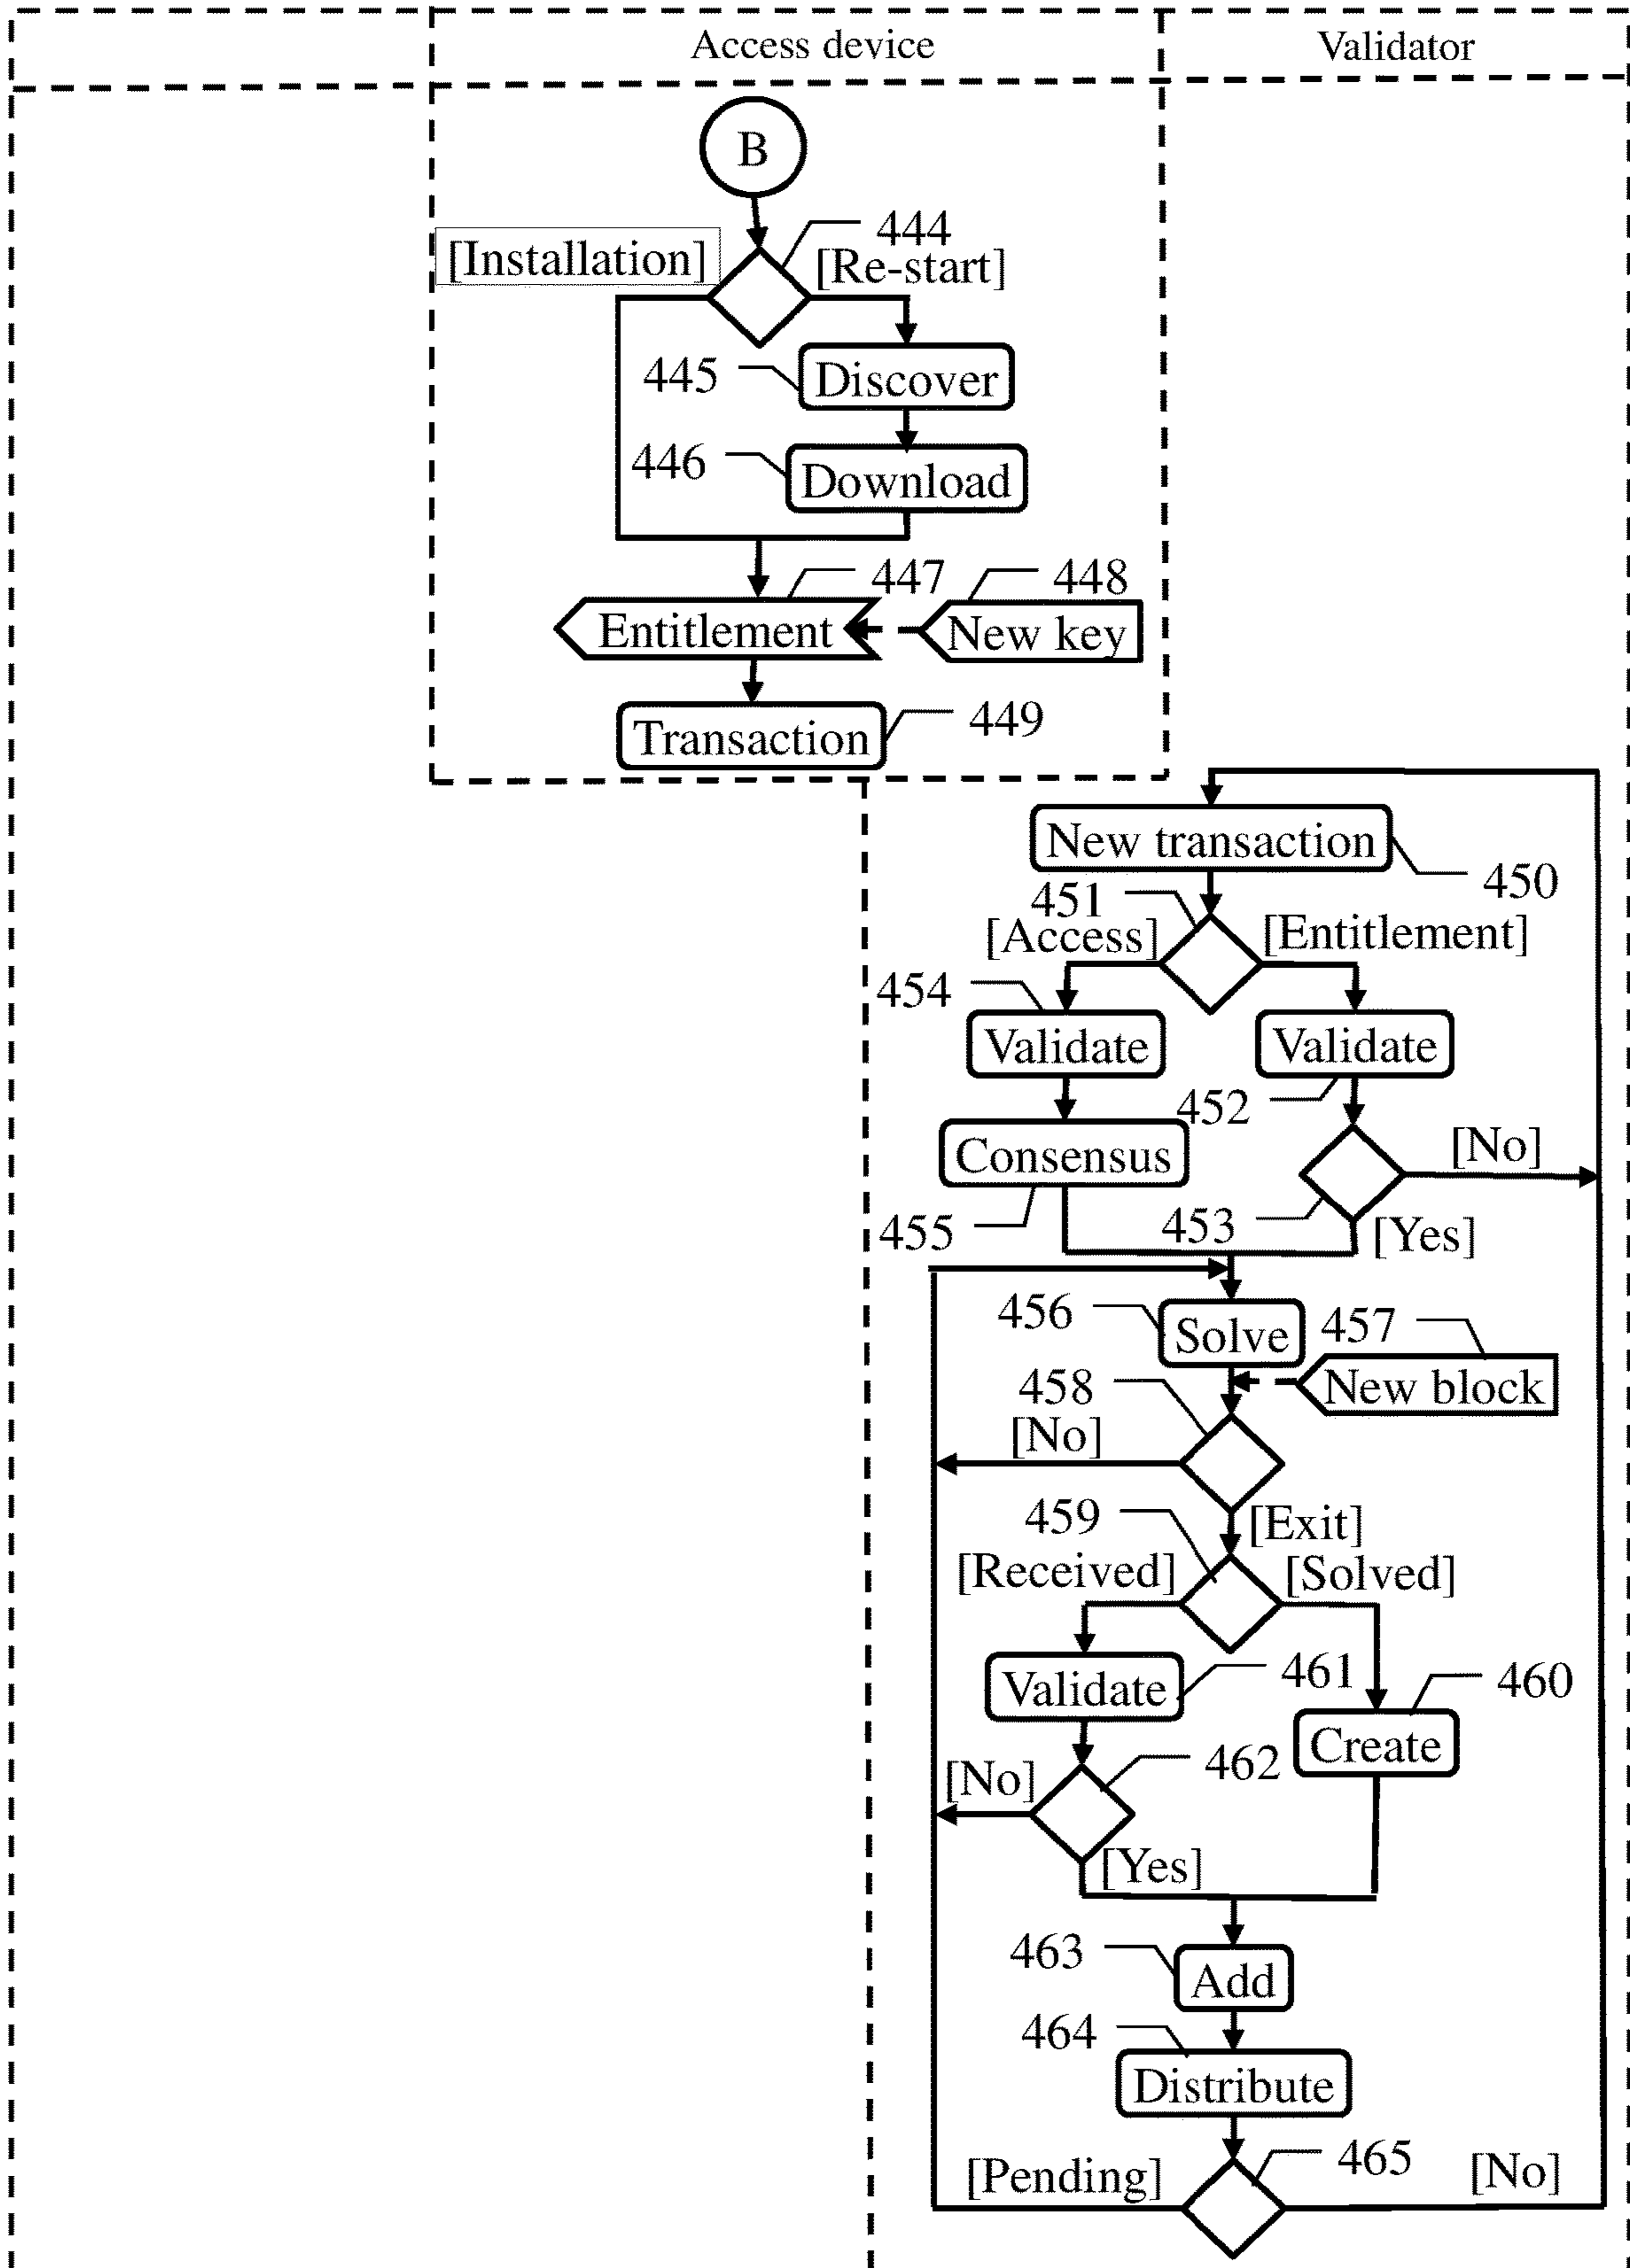 Access device
Validator
B
444
[Installation]
[Re-start]
445
Discover
446
Download
447
448
Entitlement
New key
449
Transaction
New transaction
450
451
[Access]
[Entitlement]
454
Validate
Validate
452
Consensus
[No]
453
455
[Yes]
456
457
Solve
New block
458
[No]
459
[Exit]
[Received]
[Solved]
461
460
Validate
Create
462
[No]
[Yes]
463
Add
464
Distribute
465
[Pending]
[No]